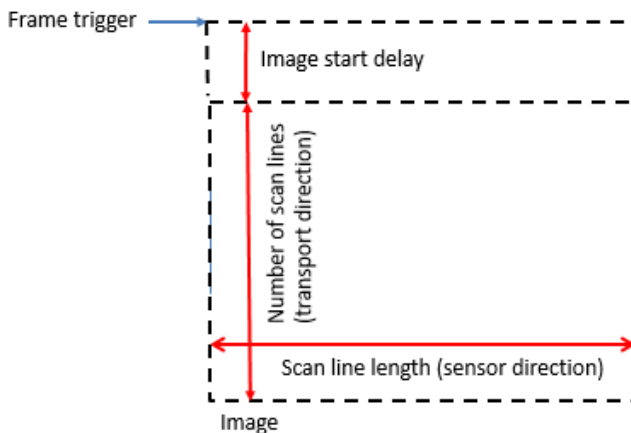 Frame trigger
Image start delay
Number of scan lines
(transport direction)
Scan line length (sensor direction)
Image